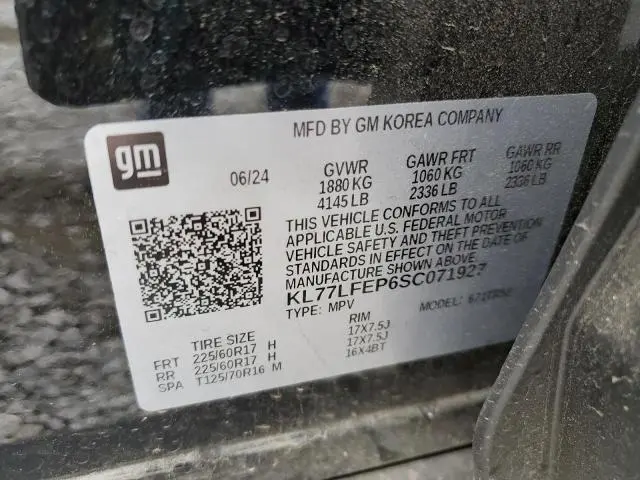 MFD BY GM KOREA COMPANY
gm
06/24
GVWR GAWR FRT GAWR RR
1880 KG 1060 KG 1060 KG
4145 LB 2336 LB 2336 LB
THIS VEHICLE CONFORMS TO ALL
APPLICABLE U.S. FEDERAL MOTOR
VEHICLE SAFETY AND THEFT PREVENTION
STANDARDS IN EFFECT ON THE DATE OF
MANUFACTURE SHOWN ABOVE.
KL77LFEP6SC071927
TYPE: MPV MODEL:
TIRE SIZE RIM
FRT 225/60R17 H 17X7.5J
RR 225/60R17 H 17X7.5J
SPA T125/70R16 M 16X4BT